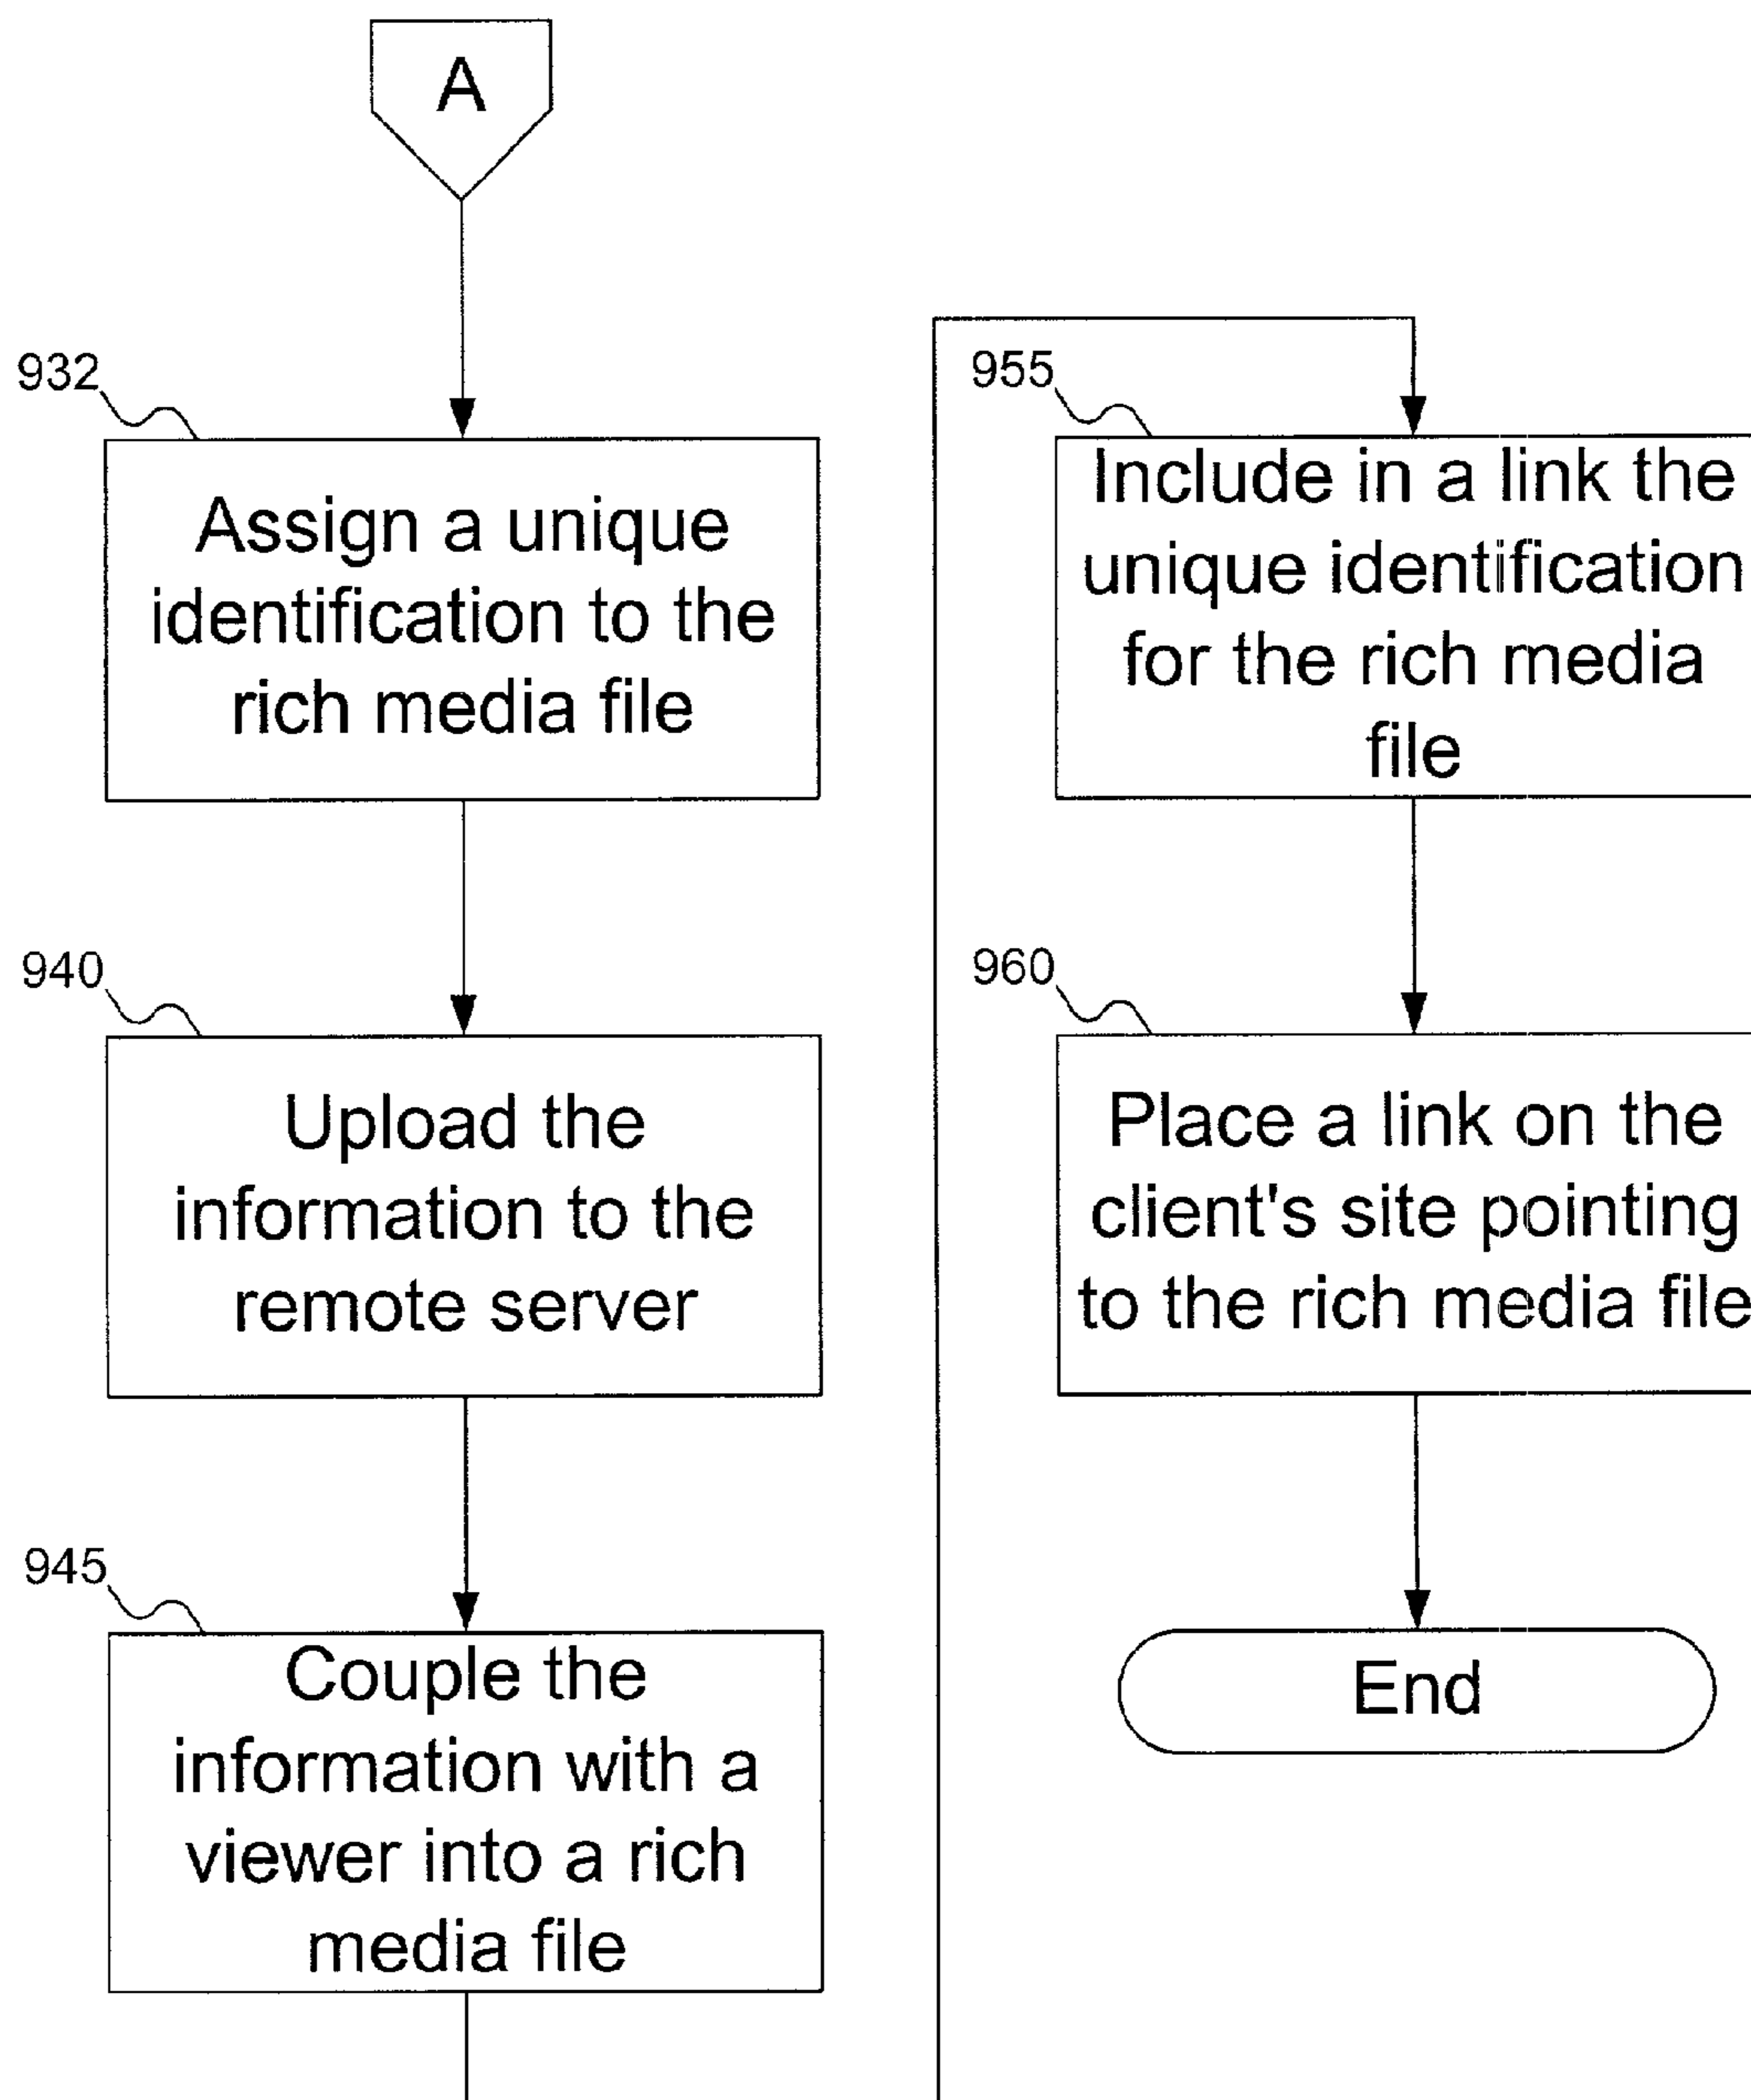 A
932
Assign a unique
identification to the
rich media file
940
Upload the
information to the
remote server
945
Couple the
information with a
viewer into a rich
media file
955
Include in a link the
unique identification
for the rich media
file
960
Place a link on the
client's site pointing
to the rich media file
End